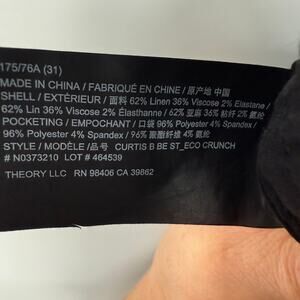 175/76A (31)
MADE IN CHINA / FABRIQUÉ EN CHINE / 原产地 中国
SHELL / EXTÉRIEUR / 面料 62% Linen 36% Viscose 2% Elastane /
62% Lin 36% Viscose 2% Élasthanne / 62% 亚麻 36% 粘纤 2% 氨纶
POCKETING / EMPOCHANT / 口袋 96% Polyester 4% Spandex /
96% Polyester 4% Spandex / 96% 聚酯纤维 4% 氨纶
STYLE / MODÈLE / 品号 CURTIS B BE ST_ECO CRUNCH
# N0373210 LOT # 464539
THEORY LLC RN 98406 CA 39862